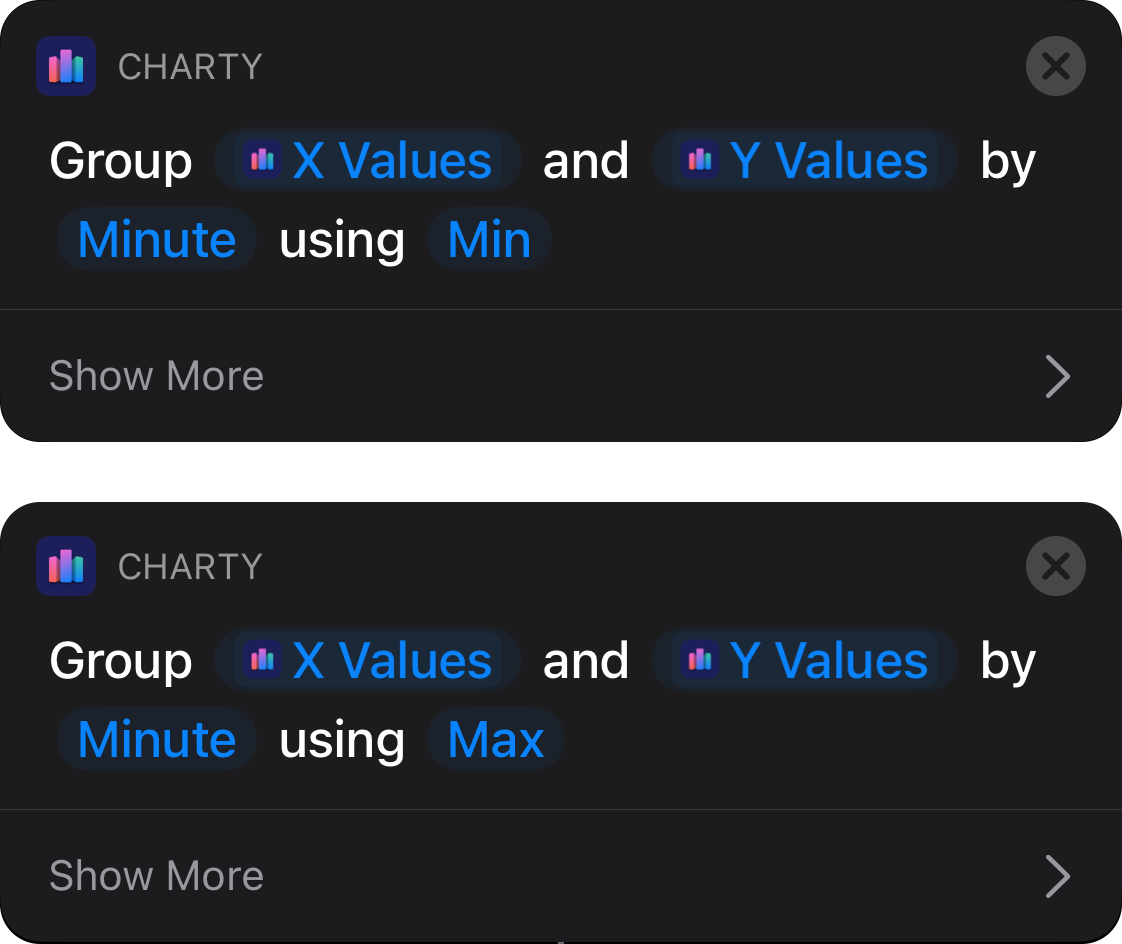 CHARTY
Group X Values and Y Values by
Minute using Min
Show More
CHARTY
Group X Values and Y Values by
Minute using Max
Show More